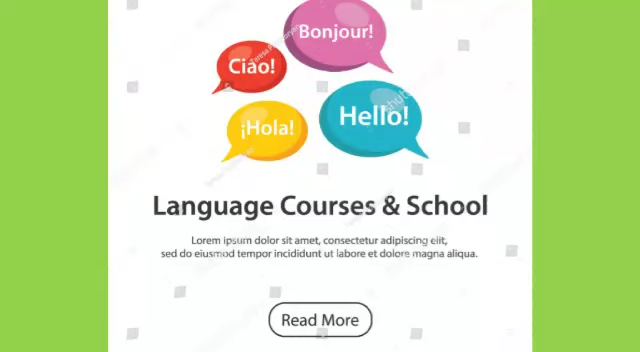 Bonjour!
Ciao!
¡Hola!
Hello!
Language Courses & School
Lorem ipsum dolor sit amet, consectetur adipiscing elit,
sed do eiusmod tempor incididunt ut labore et dolore magna aliqua.
Read More